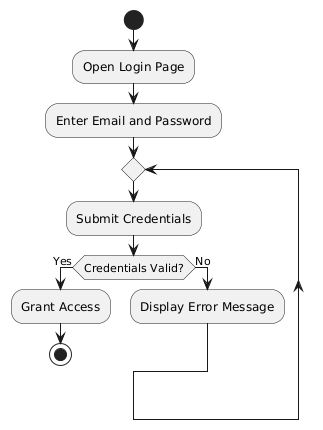 Open Login Page
Enter Email and Password
Submit Credentials
Yes
Credentials Valid?
No
Grant Access
Display Error Message